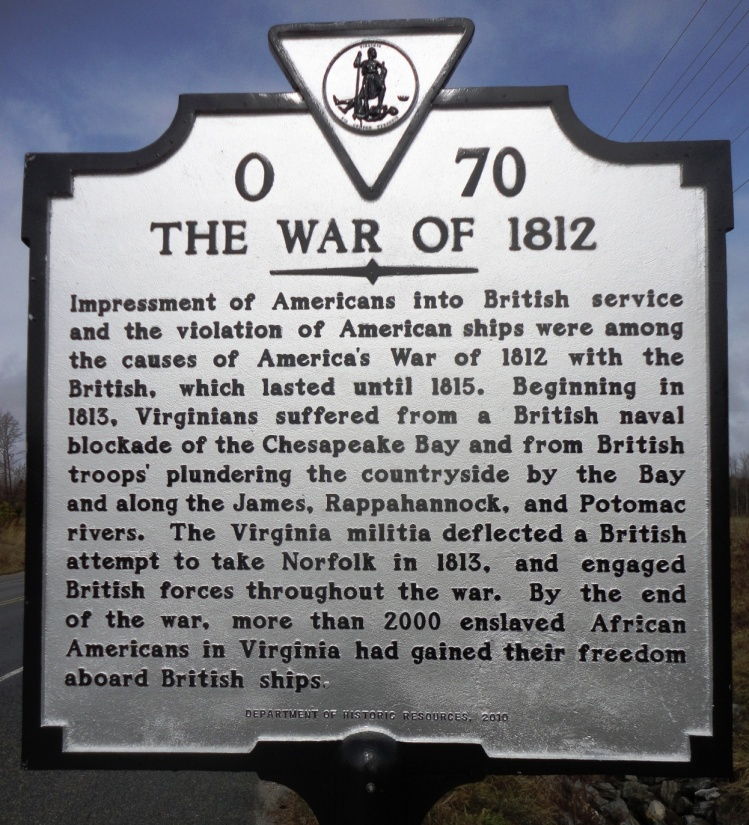 O 70
THE WAR OF 1812
Impressment of Americans into British service
and the violation of American ships were among
the causes of America's War of 1812 with the
British, which lasted until 1815. Beginning in
1813, Virginians suffered from a British naval
blockade of the Chesapeake Bay and from British
troops' plundering the countryside by the Bay
and along the James, Rappahannock, and Potomac
rivers. The Virginia militia deflected a British
attempt to take Norfolk in 1813, and engaged
British forces throughout the war. By the end
of the war, more than 2000 enslaved African
Americans in Virginia had gained their freedom
aboard British ships.
DEPARTMENT OF HISTORIC RESOURCES, 2010